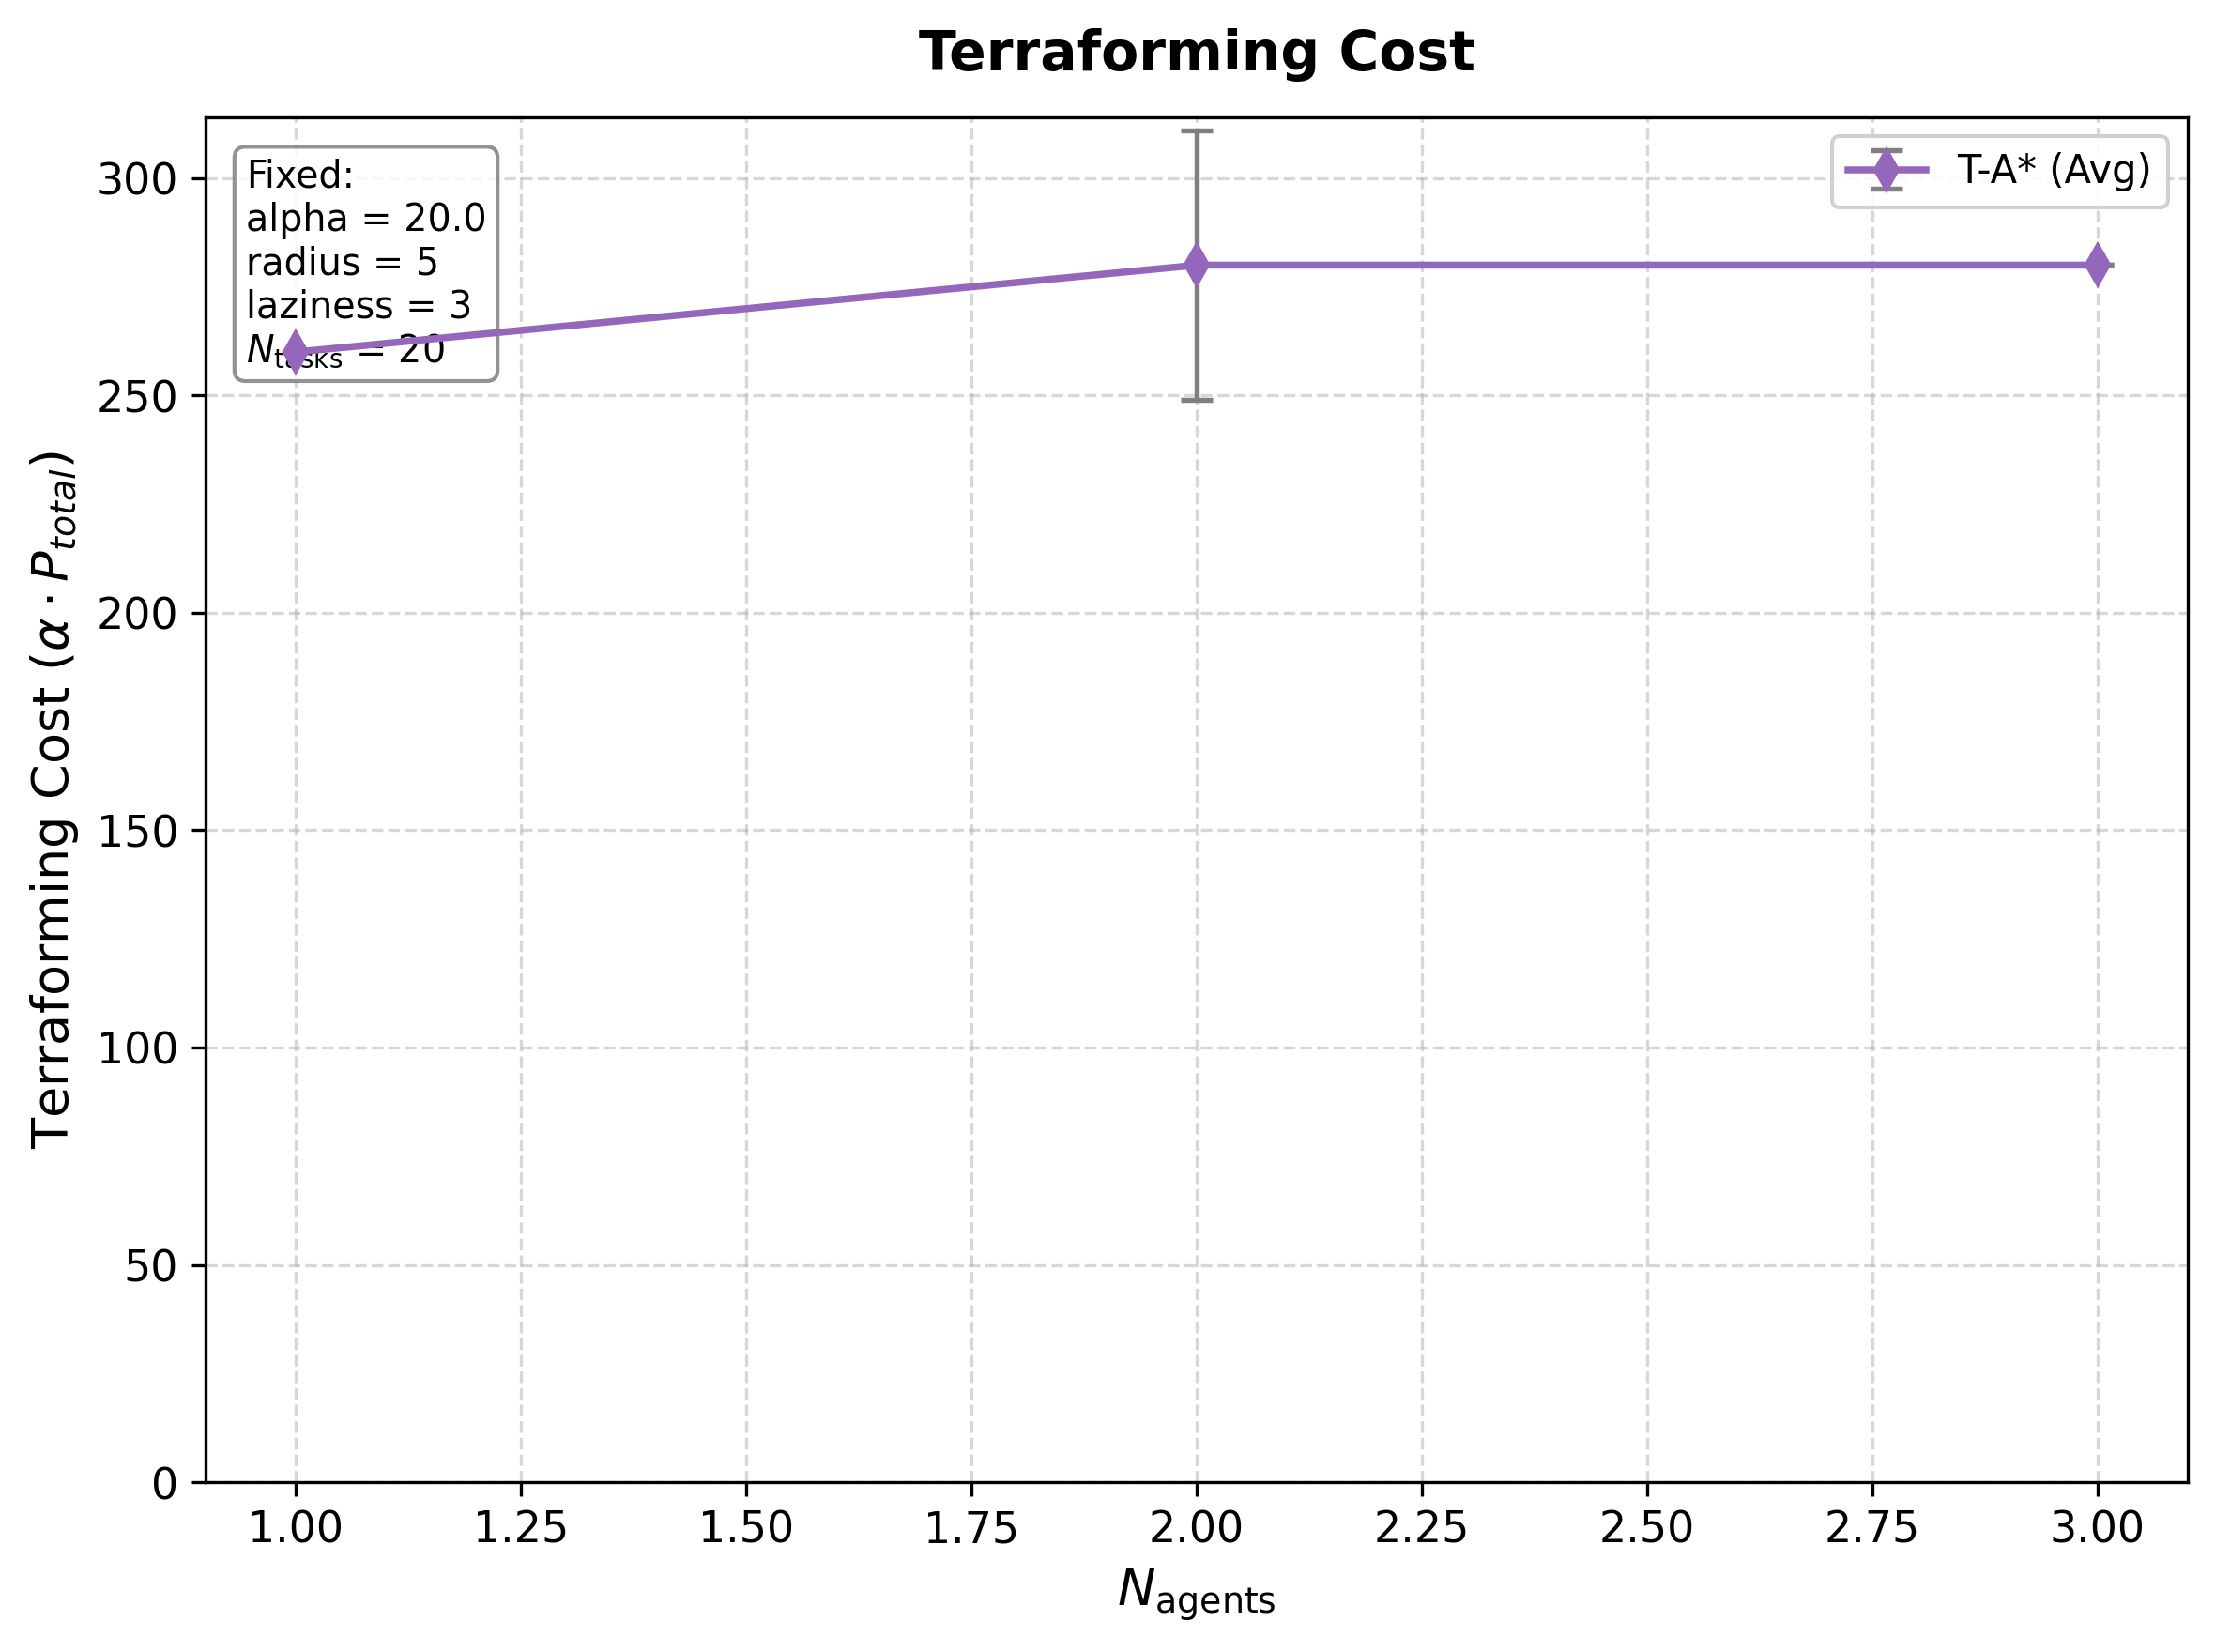 Terraforming Cost
Fixed:
alpha = 20.0
radius = 5
laziness = 3
N_tasks = 20
T-A* (Avg)
Terraforming Cost (α · P_total)
300
250
200
150
100
50
0
1.00 1.25 1.50 1.75 2.00 2.25 2.50 2.75 3.00
N_agents